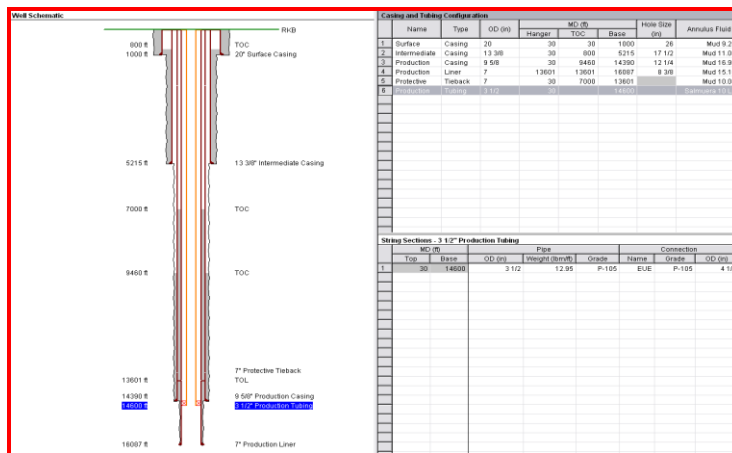 Well Schematic
RKB
800 ft TOC
1000 ft 20" Surface Casing
5215 ft 13 3/8" Intermediate Casing
7000 ft TOC
9460 ft TOC
7" Protective Tieback
13601 ft TOL
14390 ft 9 5/8" Production Casing
14600 ft 3 1/2" Production Tubing
16087 ft 7" Production Liner
Casing and Tubing Configuration
Name Type OD (in) MD (ft) Hole Size (in) Annulus Fluid
Hanger TOC Base
1 Surface Casing 20 30 30 1000 26 Mud 9.2
2 Intermediate Casing 13 3/8 30 800 5215 17 1/2 Mud 11.0
3 Production Casing 9 5/8 30 9460 14390 12 1/4 Mud 16.9
4 Production Liner 7 13601 13601 16087 8 3/8 Mud 15.1
5 Protective Tieback 7 30 7000 13601 Mud 10.0
6 Production Tubing 3 1/2 30 14600 Salmuera 10 L
String Sections - 3 1/2" Production Tubing
MD (ft) Pipe Connection
Top Base OD (in) Weight (lbm/ft) Grade Name Grade OD (in)
1 30 14600 3 1/2 12.95 P-105 EUE P-105 4 1/